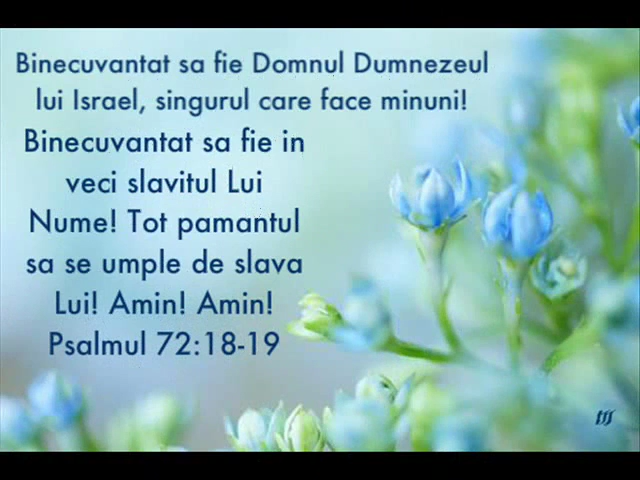 Binecuvantat sa fie Domnul Dumnezeul
lui Israel, singurul care face minuni!
Binecuvantat sa fie in
veci slavitul Lui
Nume! Tot pamantul
sa se umple de slava
Lui! Amin! Amin!
Psalmul 72:18-19